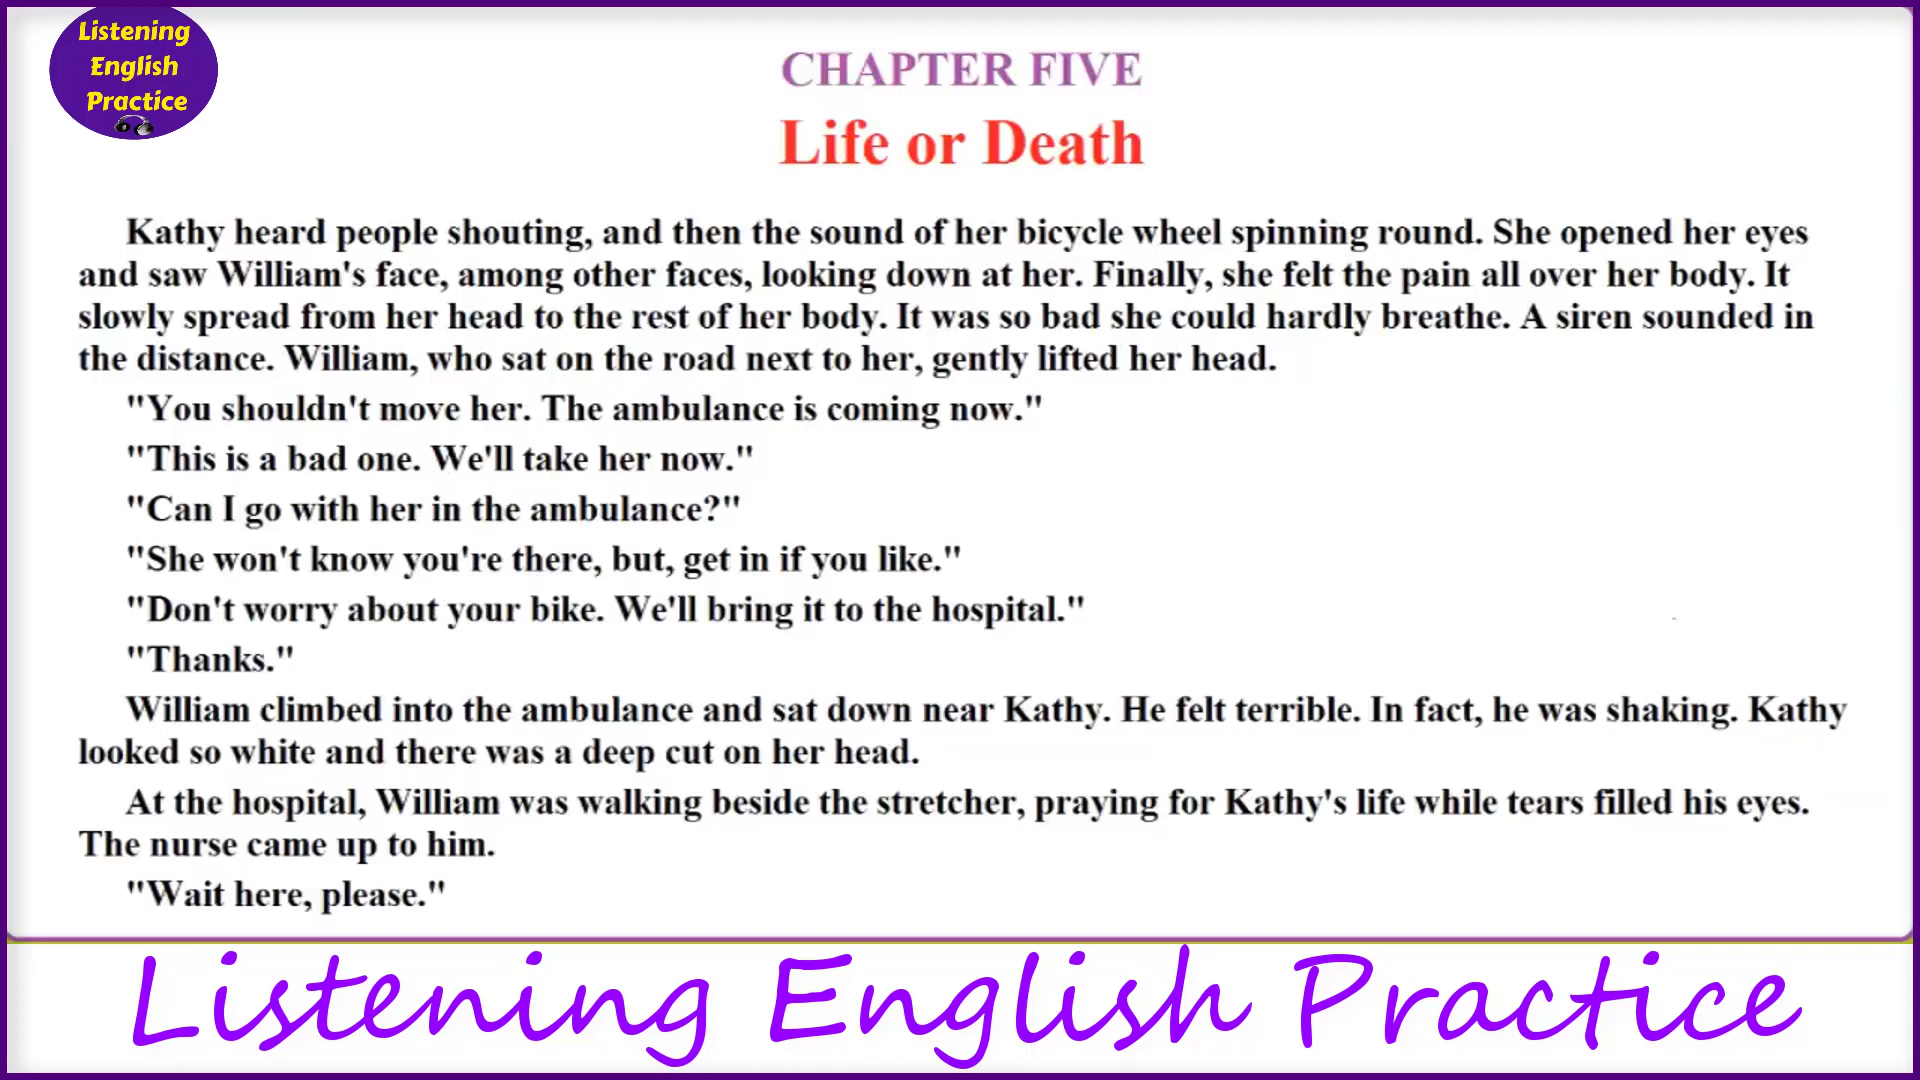 Listening
English
Practice
CHAPTER FIVE
Life or Death
Kathy heard people shouting, and then the sound of her bicycle wheel spinning round. She opened her eyes
and saw William's face, among other faces, looking down at her. Finally, she felt the pain all over her body. It
slowly spread from her head to the rest of her body. It was so bad she could hardly breathe. A siren sounded in
the distance. William, who sat on the road next to her, gently lifted her head.
"You shouldn't move her. The ambulance is coming now."
"This is a bad one. We'll take her now."
"Can I go with her in the ambulance?"
"She won't know you're there, but, get in if you like."
"Don't worry about your bike. We'll bring it to the hospital."
"Thanks."
William climbed into the ambulance and sat down near Kathy. He felt terrible. In fact, he was shaking. Kathy
looked so white and there was a deep cut on her head.
At the hospital, William was walking beside the stretcher, praying for Kathy's life while tears filled his eyes.
The nurse came up to him.
"Wait here, please."
Listening English Practice